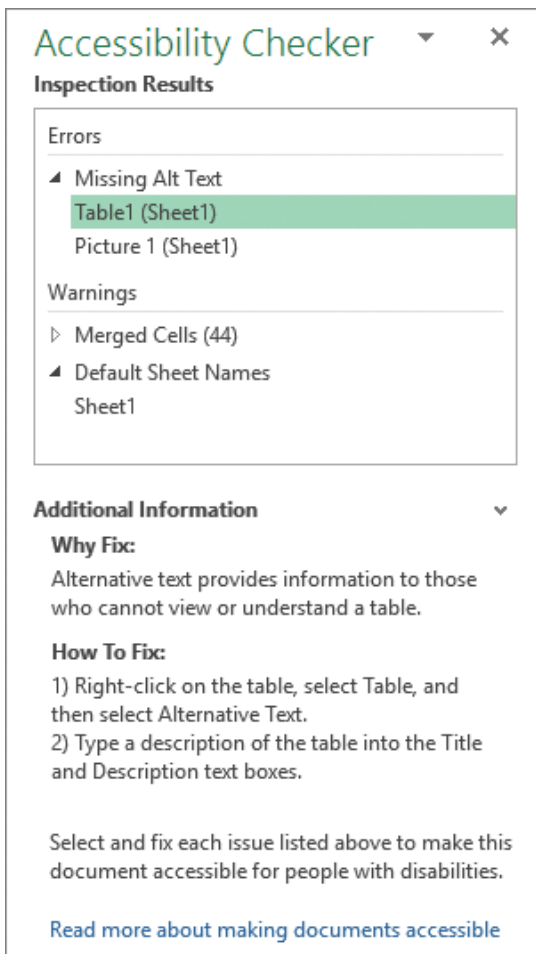 Accessibility Checker
Inspection Results
Errors
Missing Alt Text
Table1 (Sheet1)
Picture 1 (Sheet1)
Warnings
Merged Cells (44)
Default Sheet Names
Sheet1
Additional Information
Why Fix:
Alternative text provides information to those
who cannot view or understand a table.
How To Fix:
1) Right-click on the table, select Table, and
then select Alternative Text.
2) Type a description of the table into the Title
and Description text boxes.
Select and fix each issue listed above to make this
document accessible for people with disabilities.
Read more about making documents accessible